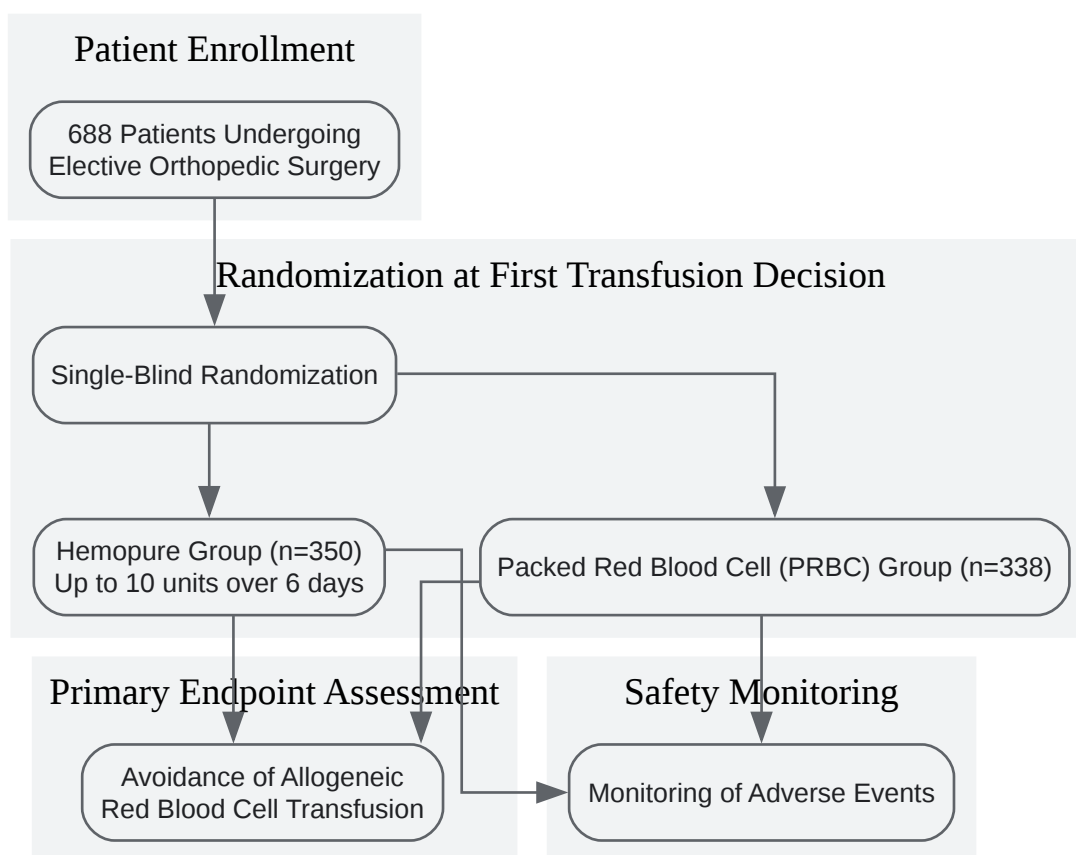 Patient Enrollment
688 Patients Undergoing
Elective Orthopedic Surgery
Randomization at First Transfusion Decision
Single-Blind Randomization
Hemopure Group (n=350)
Up to 10 units over 6 days
Packed Red Blood Cell (PRBC) Group (n=338)
Primary Endpoint Assessment
Avoidance of Allogeneic
Red Blood Cell Transfusion
Safety Monitoring
Monitoring of Adverse Events